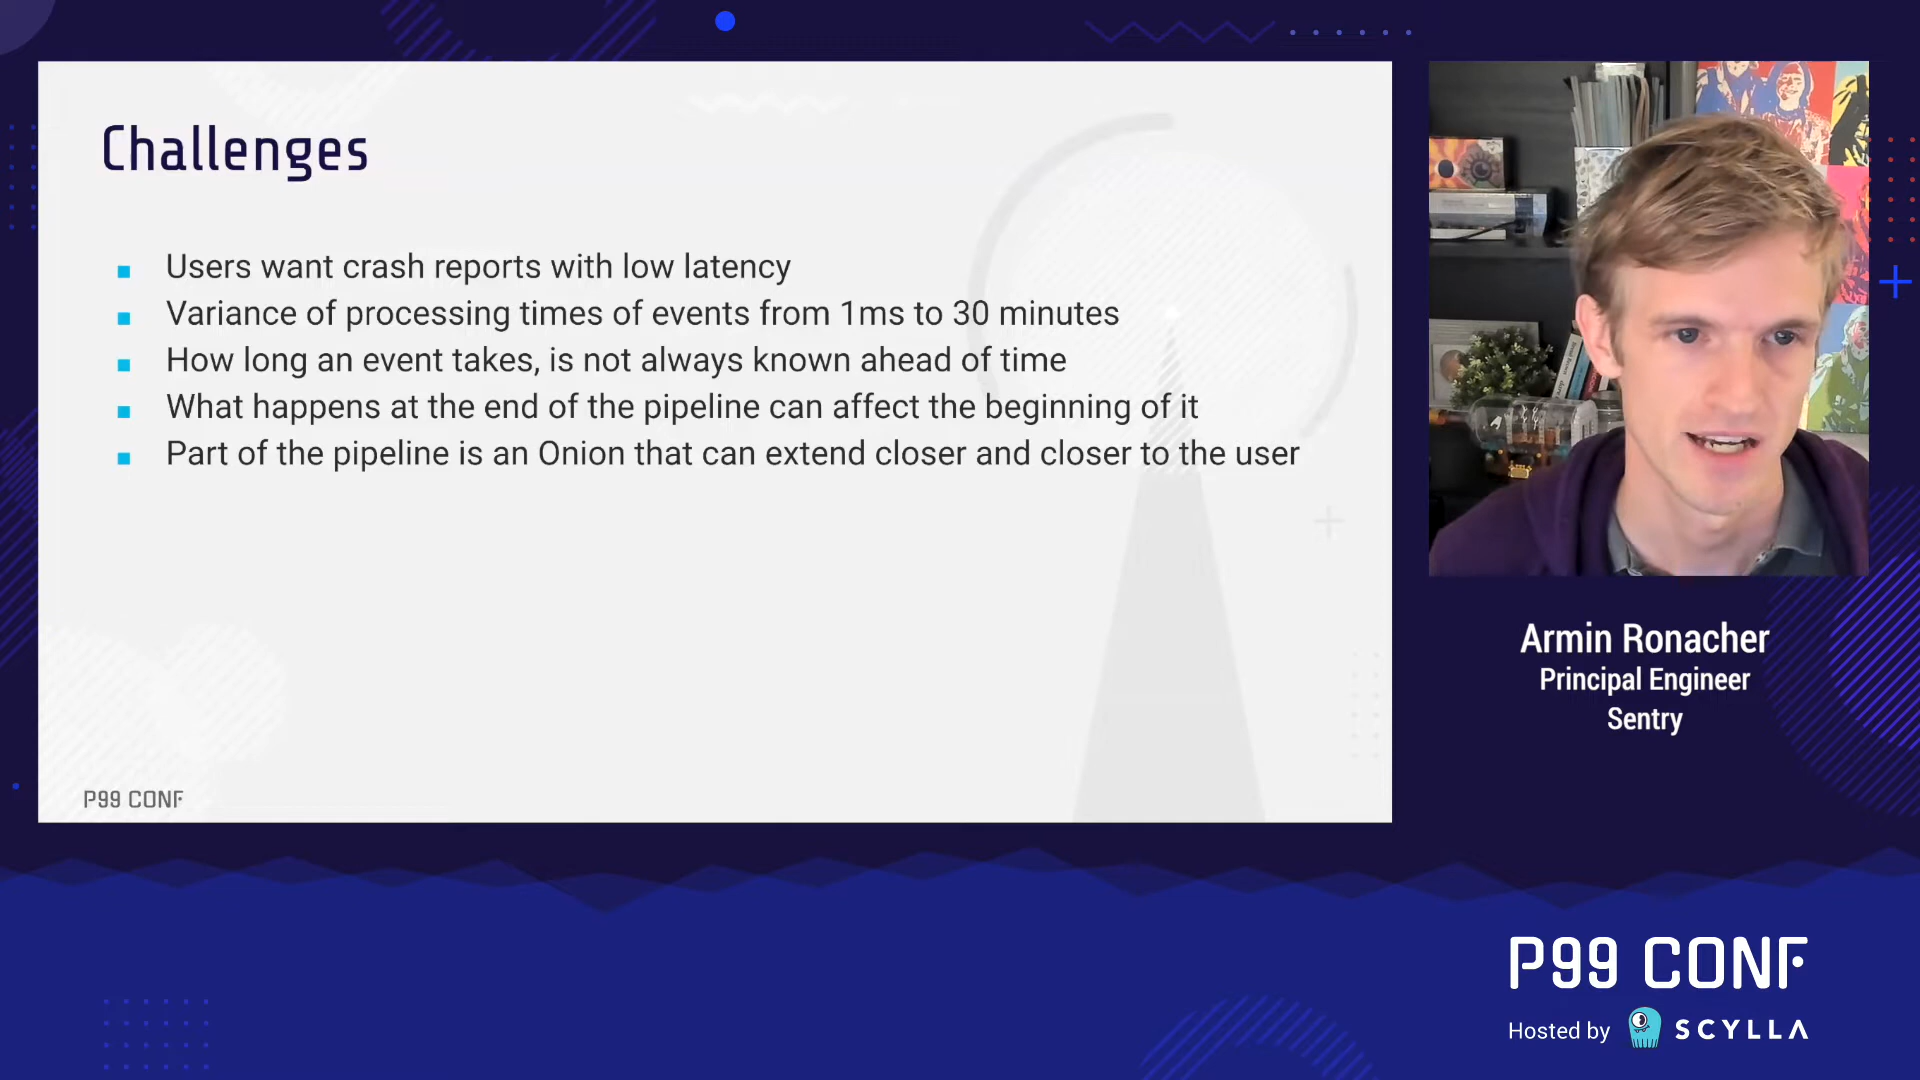 Challenges
Users want crash reports with low latency
Variance of processing times of events from 1ms to 30 minutes
How long an event takes, is not always known ahead of time
What happens at the end of the pipeline can affect the beginning of it
Part of the pipeline is an Onion that can extend closer and closer to the user
P99 CONF
Armin Ronacher
Principal Engineer
Sentry
P99 CONF
Hosted by SCYLLA